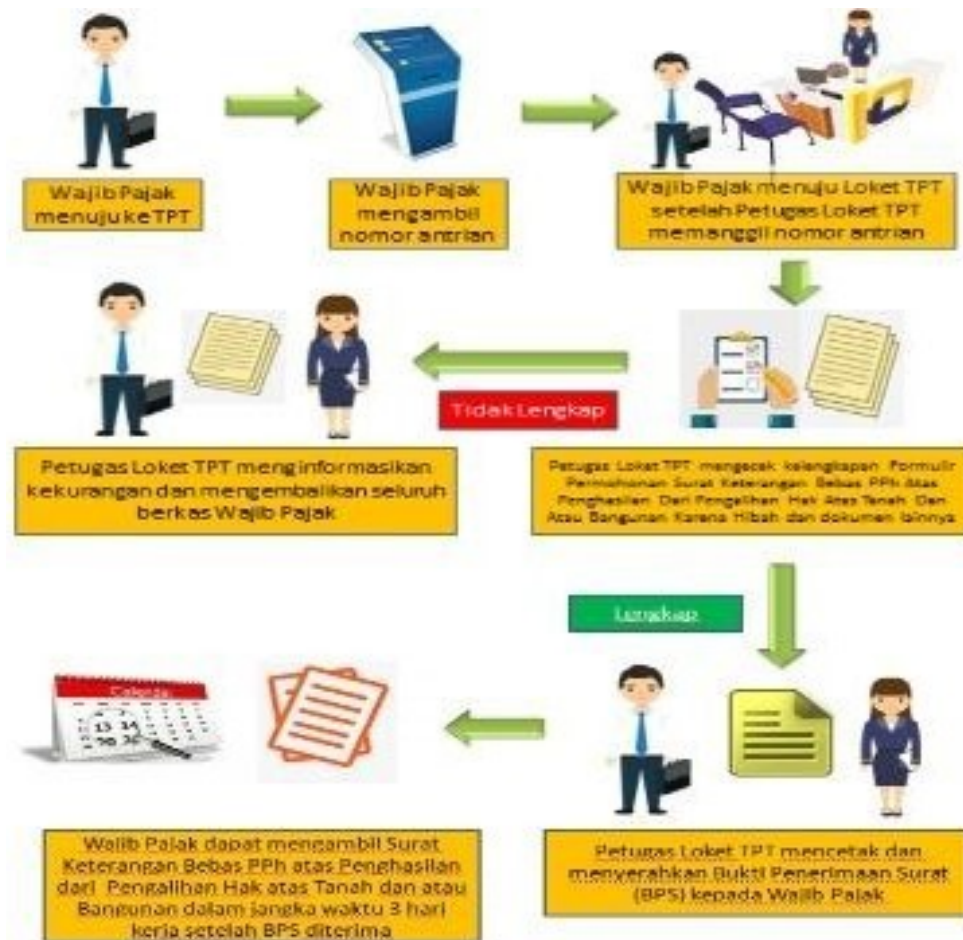 Wajib Pajak
menuju ke TPT
Wajib Pajak
mengambil
nomor antrian
Wajib Pajak menuju Loket TPT
setelah Petugas Loket TPT
memanggil nomor antrian
Tidak Lengkap
Petugas Loket TPT menginformasikan
kekurangan dan mengembalikan seluruh
berkas Wajib Pajak
Petugas Loket TPT mengecek kelengkapan Formulir
Permohonan Surat Keterangan Bebas PPh Atas
Penghasilan Dari Pengalihan Hak Atas Tanah Dan
Atau Bangunan Karena Hibah dan dokumen lainnya
Lengkap
Calendar
13 14
Wajib Pajak dapat mengambil Surat
Keterangan Bebas PPh atas Penghasilan
dari Pengalihan Hak atas Tanah dan atau
Bangunan dalam jangka waktu 3 hari
kerja setelah BPS diterima
Petugas Loket TPT mencetak dan
menyerahkan Bukti Penerimaan Surat
(BPS) kepada Wajib Pajak